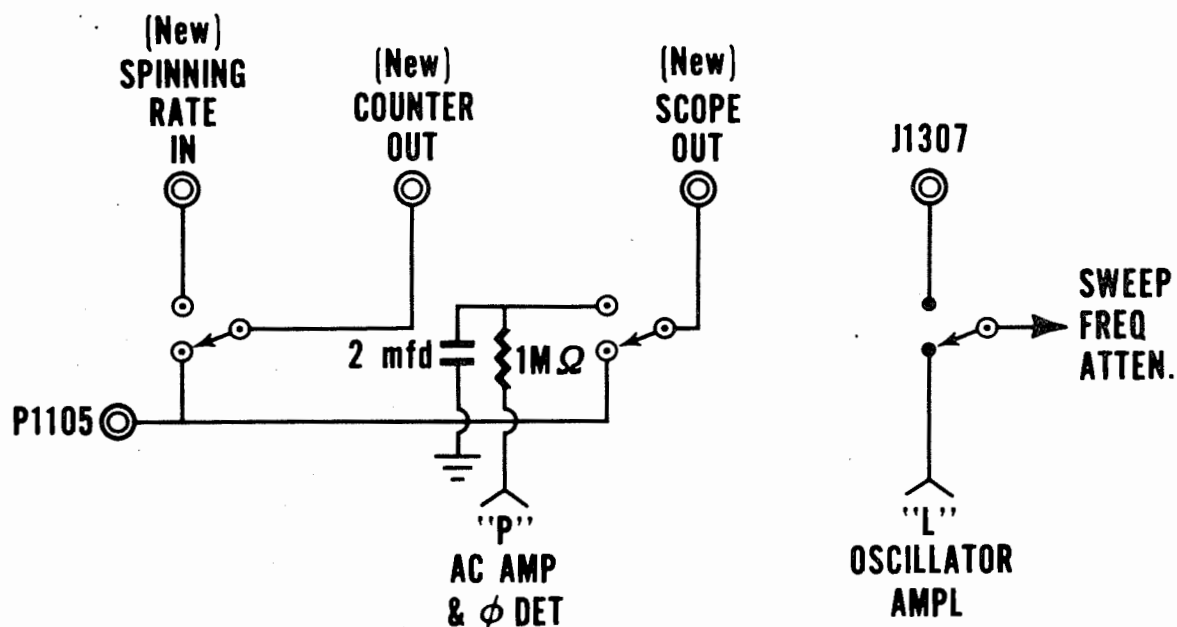 (New)
SPINNING
RATE
IN
(New)
COUNTER
OUT
(New)
SCOPE
OUT
J1307
SWEEP
FREQ
ATTEN.
2 mfd
1M Ω
P1105
"P"
AC AMP
& ϕ DET
"L"
OSCILLATOR
AMPL